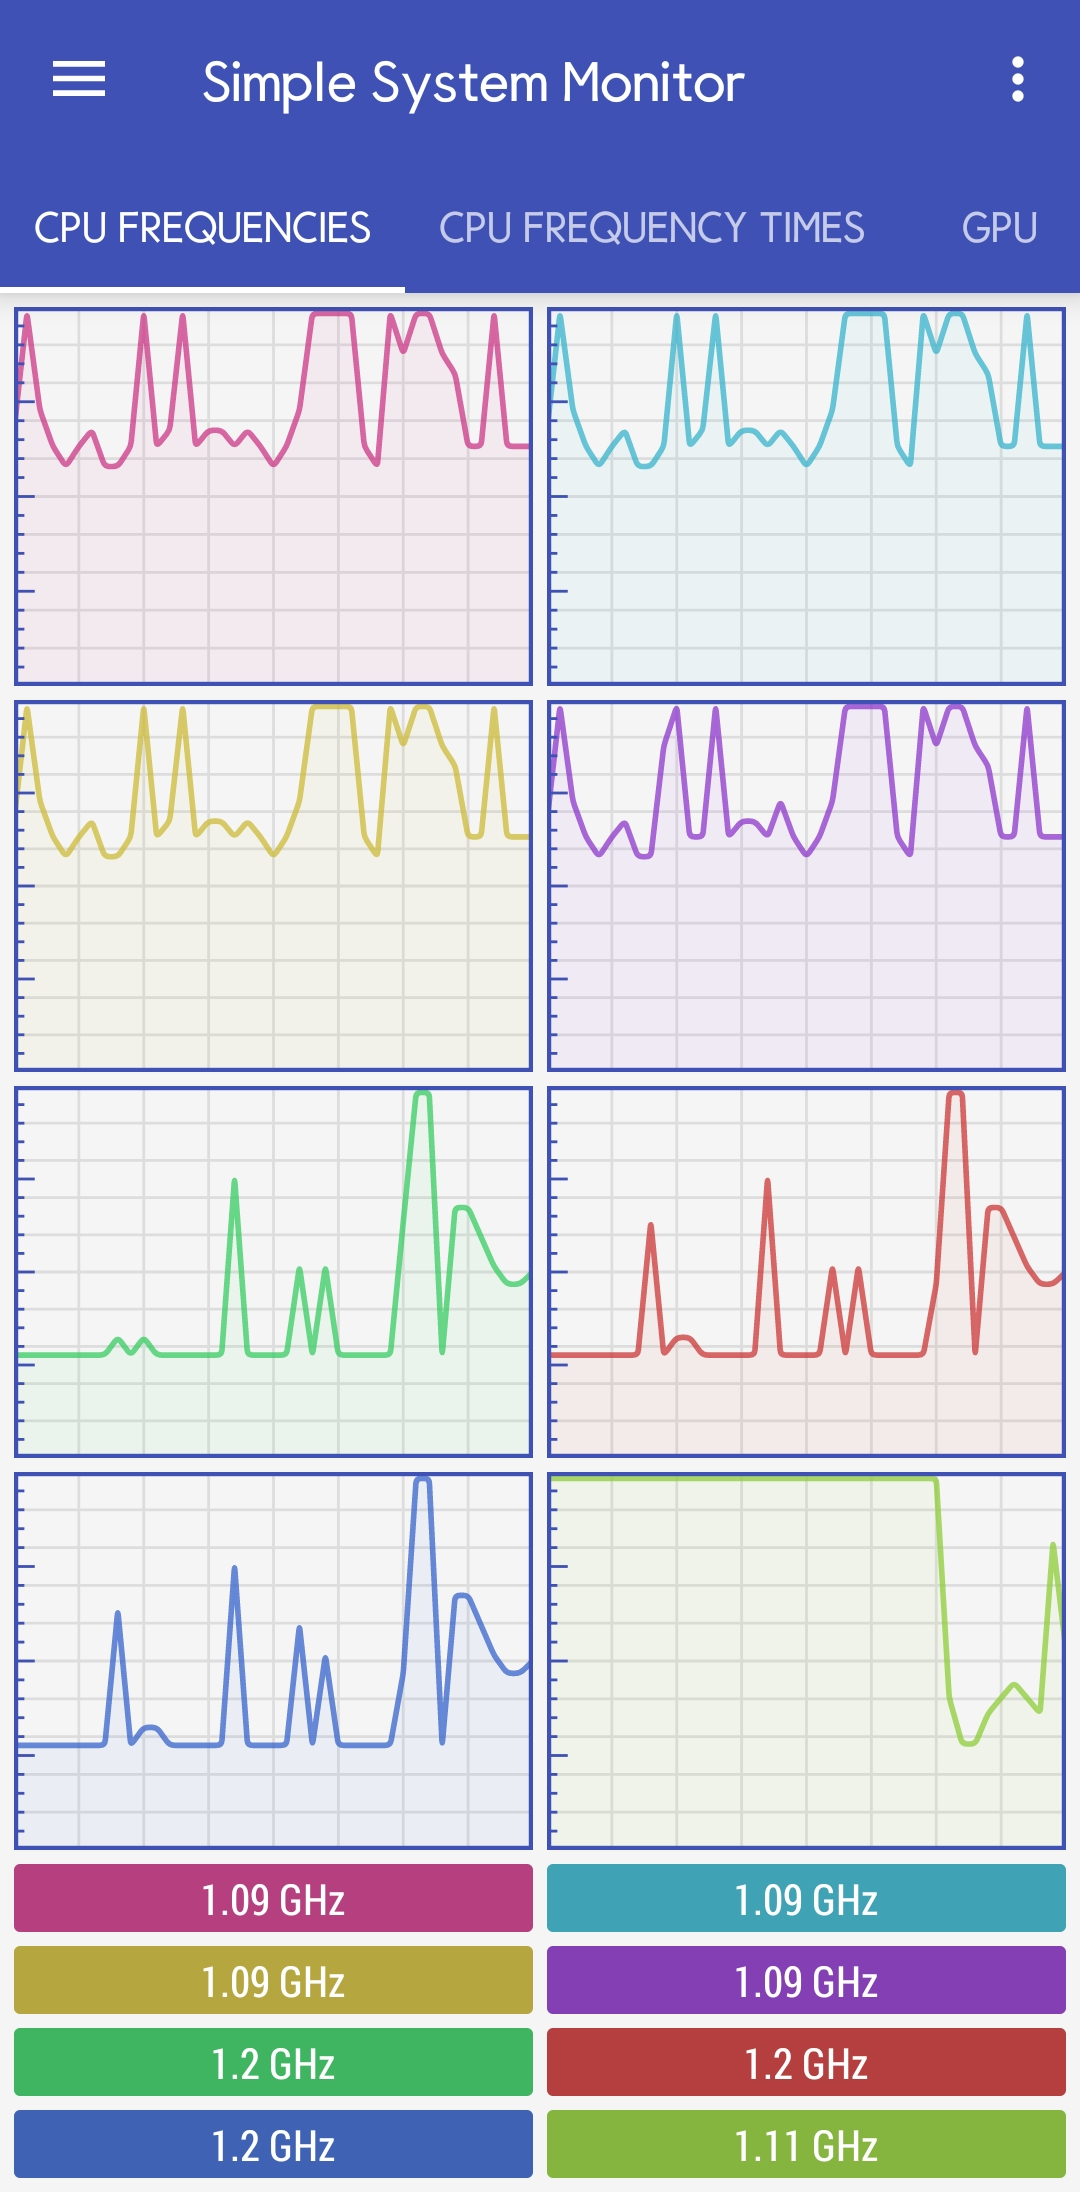 Simple System Monitor
CPU FREQUENCIES CPU FREQUENCY TIMES GPU
1.09 GHz 1.09 GHz
1.09 GHz 1.09 GHz
1.2 GHz 1.2 GHz
1.2 GHz 1.11 GHz